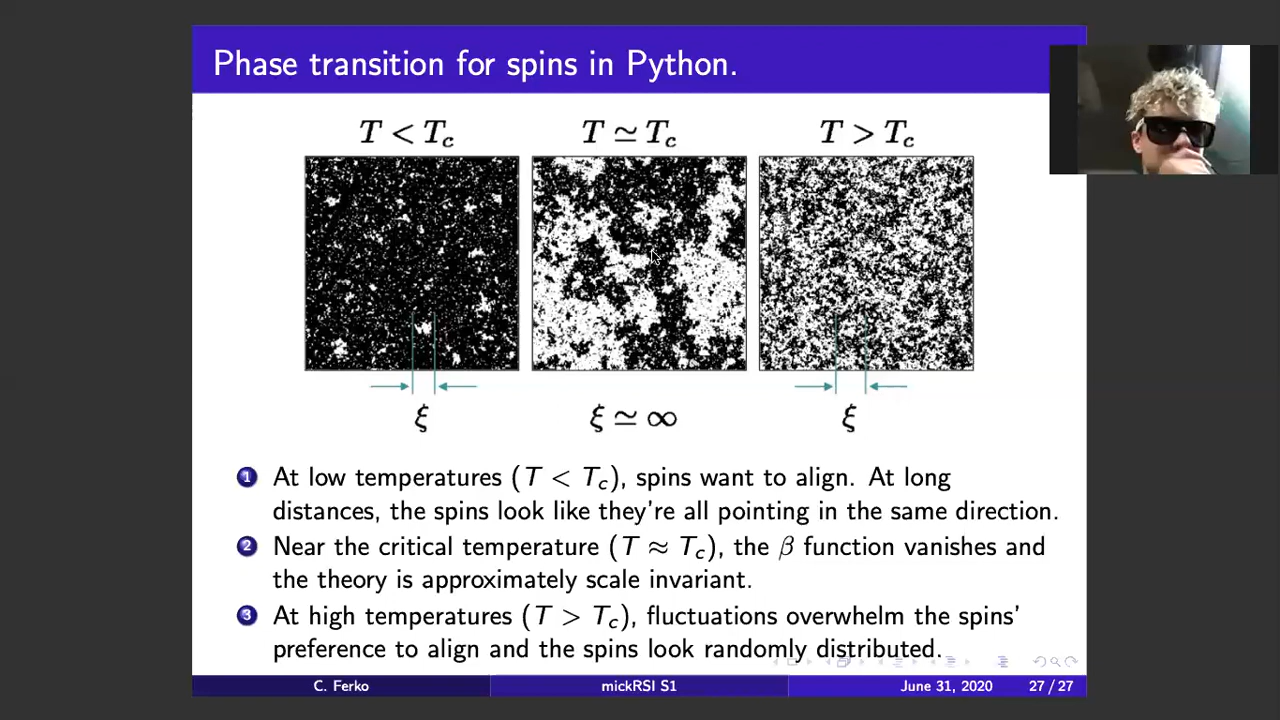 Phase transition for spins in Python.
T < T_c T ≃ T_c T > T_c
ξ ξ ≃ ∞ ξ
1 At low temperatures (T < T_c), spins want to align. At long
distances, the spins look like they're all pointing in the same direction.
2 Near the critical temperature (T ≈ T_c), the β function vanishes and
the theory is approximately scale invariant.
3 At high temperatures (T > T_c), fluctuations overwhelm the spins'
preference to align and the spins look randomly distributed.
C. Ferko mickRSI S1 June 31, 2020 27 / 27